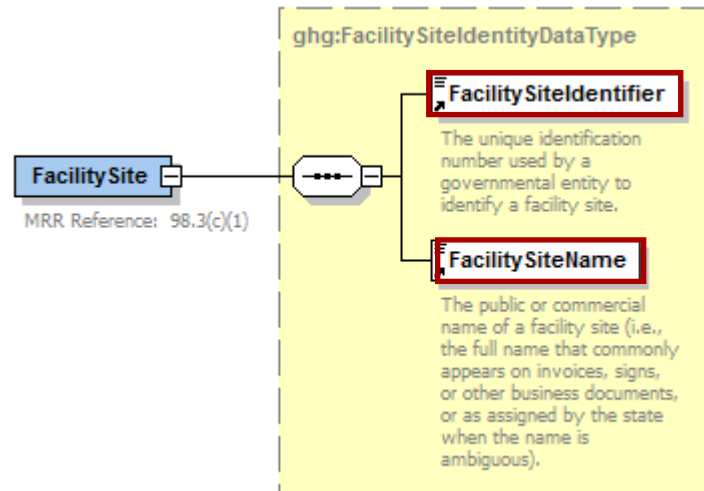 ghg:FacilitySiteIdentityDataType
FacilitySiteIdentifier
The unique identification
number used by a
governmental entity to
identify a facility site.
FacilitySite
MRR Reference: 98.3(c)(1)
FacilitySiteName
The public or commercial
name of a facility site (i.e.,
the full name that commonly
appears on invoices, signs,
or other business documents,
or as assigned by the state
when the name is
ambiguous).